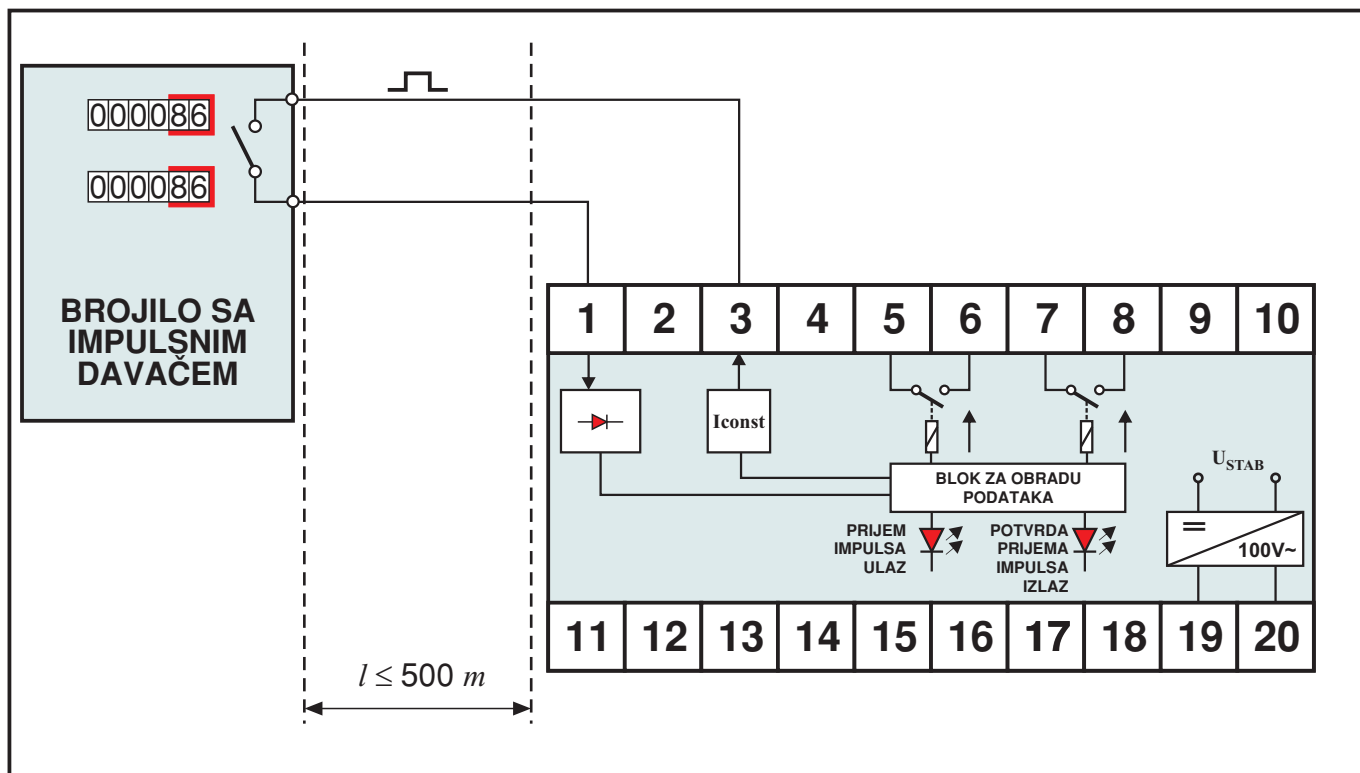 000086
000086
BROJILO SA
IMPULSNIM
DAVAČEM
1 2 3 4 5 6 7 8 9 10
Iconst
BLOK ZA OBRADU
PODATAKA
U_STAB
100V~
PRIJEM
IMPULSA
ULAZ
POTVRDA
PRIJEMA
IMPULSA
IZLAZ
11 12 13 14 15 16 17 18 19 20
l ≤ 500 m